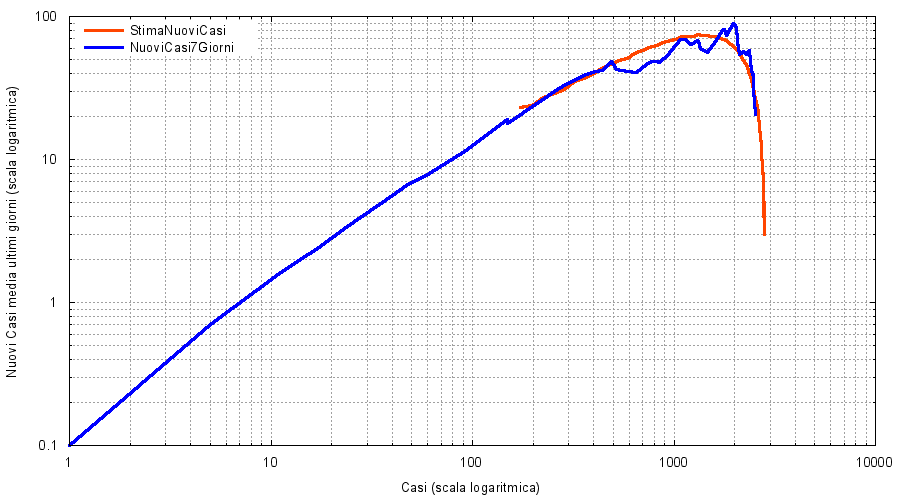 100
10
1
0.1
1 10 100 1000 10000
StimaNuoviCasi
NuoviCasi7Giorni
Nuovi Casi media ultimi giorni (scala logaritmica)
Casi (scala logaritmica)